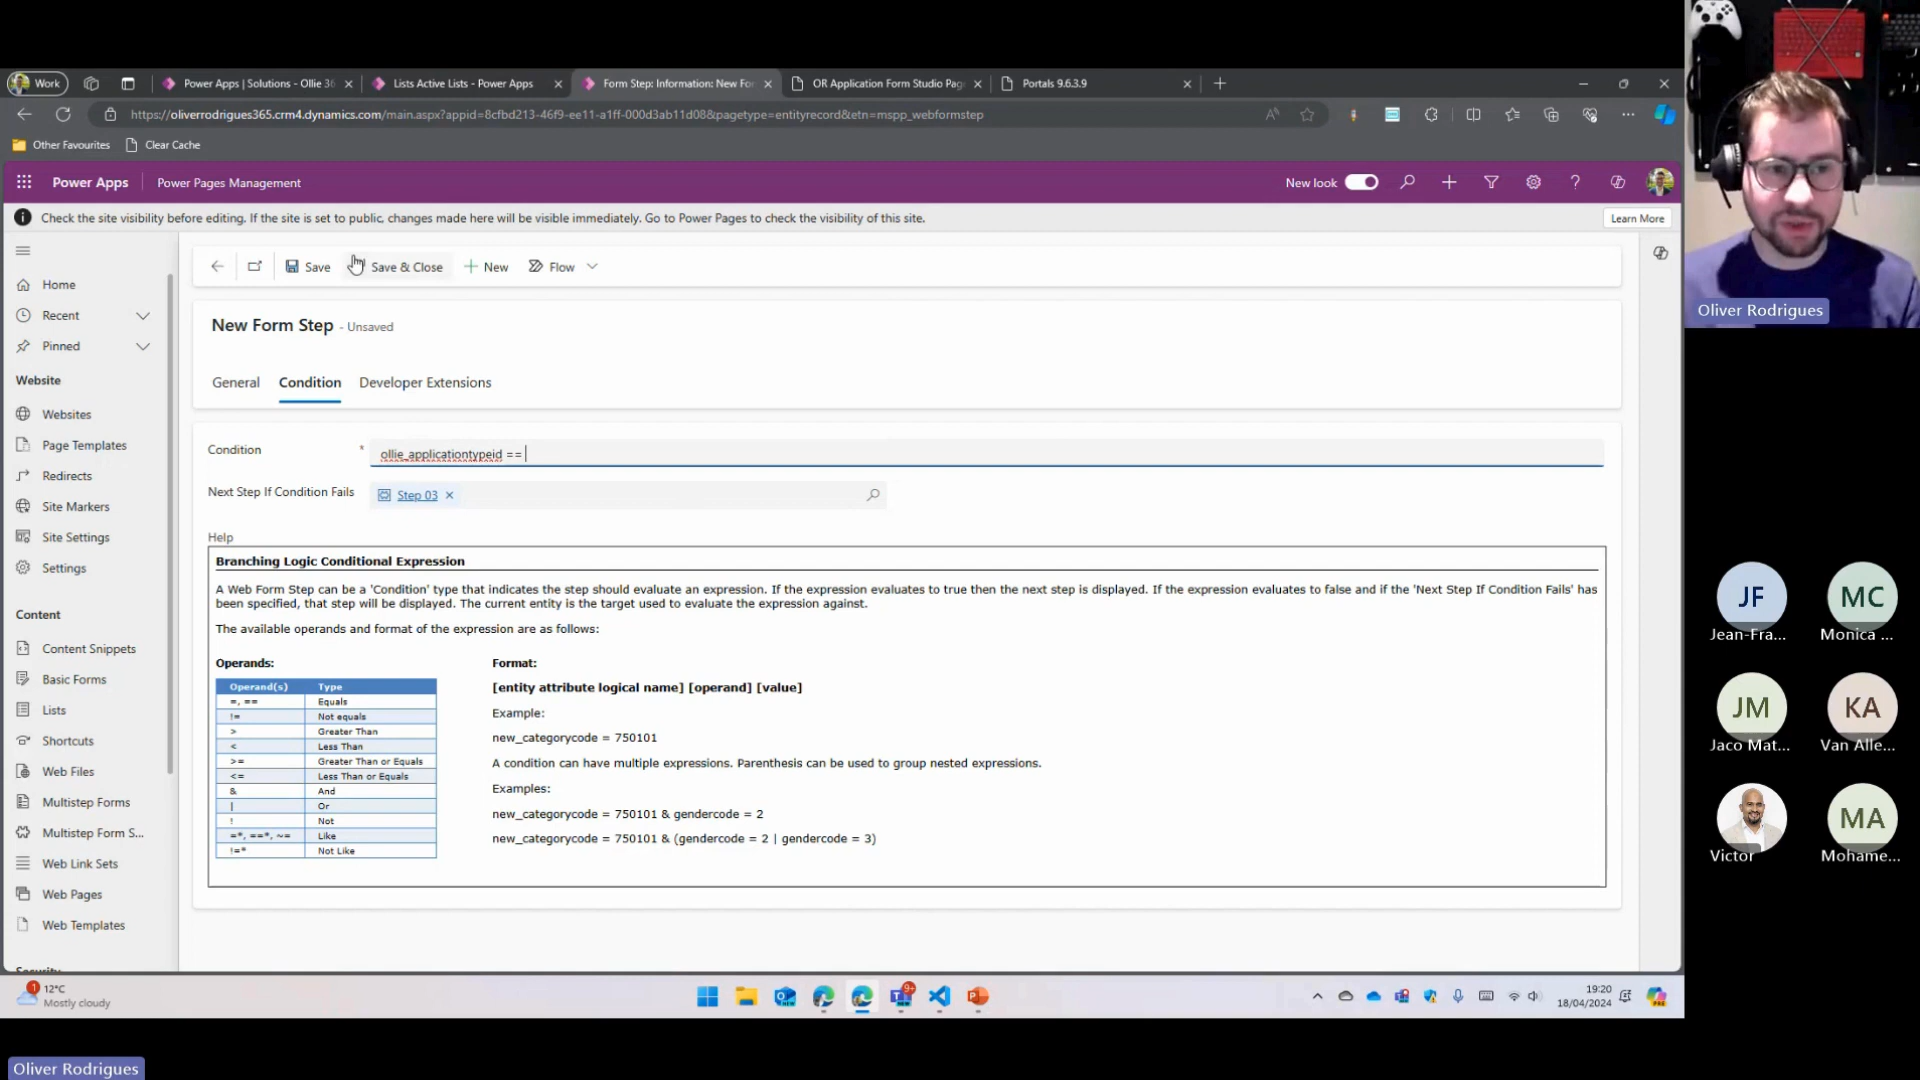 Work
Power Apps | Solutions - Ollie 36
Lists Active Lists - Power Apps
Form Step: Information: New For
OR Application Form Studio Pag
Portals 9.6.3.9
https://oliverrodrigues365.crm4.dynamics.com/main.aspx?appid=8cfbd213-46f9-ee11-a1ff-000d3ab11d08&pagetype=entityrecord&etn=mspp_webformstep
Other Favourites
Clear Cache
Power Apps
Power Pages Management
New look
Check the site visibility before editing. If the site is set to public, changes made here will be visible immediately. Go to Power Pages to check the visibility of this site.
Learn More
Home
Recent
Pinned
Website
Websites
Page Templates
Redirects
Site Markers
Site Settings
Settings
Content
Content Snippets
Basic Forms
Lists
Shortcuts
Web Files
Multistep Forms
Multistep Form S...
Web Link Sets
Web Pages
Web Templates
Save
Save & Close
New
Flow
New Form Step - Unsaved
General
Condition
Developer Extensions
Condition
*
ollie_applicationtypeid ==
Next Step If Condition Fails
Step 03
Help
Branching Logic Conditional Expression
A Web Form Step can be a 'Condition' type that indicates the step should evaluate an expression. If the expression evaluates to true then the next step is displayed. If the expression evaluates to false and if the 'Next Step If Condition Fails' has
been specified, that step will be displayed. The current entity is the target used to evaluate the expression against.
The available operands and format of the expression are as follows:
Operands:
Operand(s) Type
=, == Equals
!= Not equals
> Greater Than
< Less Than
>= Greater Than or Equals
<= Less Than or Equals
& And
| Or
! Not
=*, ==*, ~= Like
!=* Not Like
Format:
[entity attribute logical name] [operand] [value]
Example:
new_categorycode = 750101
A condition can have multiple expressions. Parenthesis can be used to group nested expressions.
Examples:
new_categorycode = 750101 & gendercode = 2
new_categorycode = 750101 & (gendercode = 2 | gendercode = 3)
1
12°C
Mostly cloudy
9+
19:20
18/04/2024
Oliver Rodrigues
JF
Jean-Fra...
MC
Monica ...
JM
Jaco Mat...
KA
Van Alle...
Victor
MA
Mohame...
Oliver Rodrigues